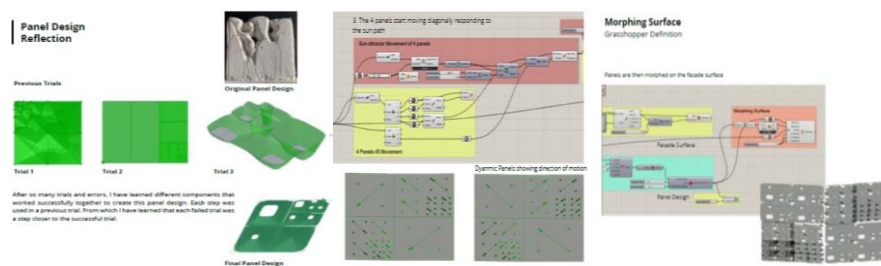 Panel Design
Reflection
Previous Trials
Original Panel Design
Trial 1
Trial 2
Trial 3
After so many trials and errors, I have learned different components that
worked successfully together to create this panel design. Each step was
used in a previous trial. From which I have learned that each failed trial was
a step closer to the successful trial.
Final Panel Design
3. The 4 panels start moving diagonally responding to
the sun path
Sun attractor Movement of 4 panels
4 Panels 45 Movement
Dyanmic Panels showing direction of motion
Morphing Surface
Grasshopper Definition
Panels are then morphed on the facade surface
Morphing Surface
Facade Surface
Panel Design